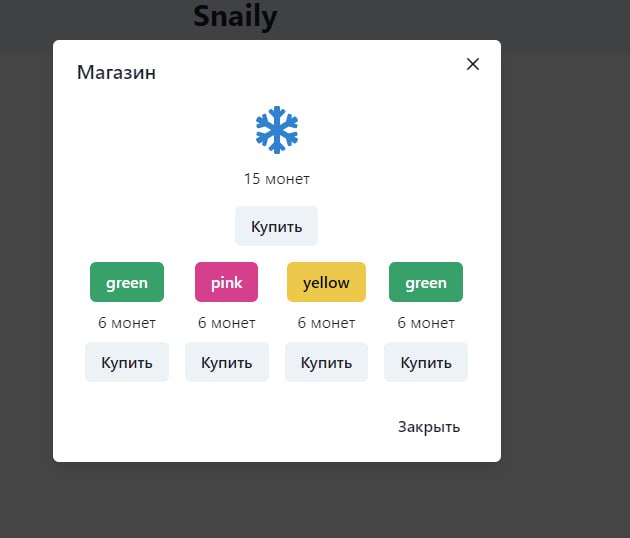 Snaily
Магазин
15 монет
Купить
green pink yellow green
6 монет 6 монет 6 монет 6 монет
Купить Купить Купить Купить
Закрыть